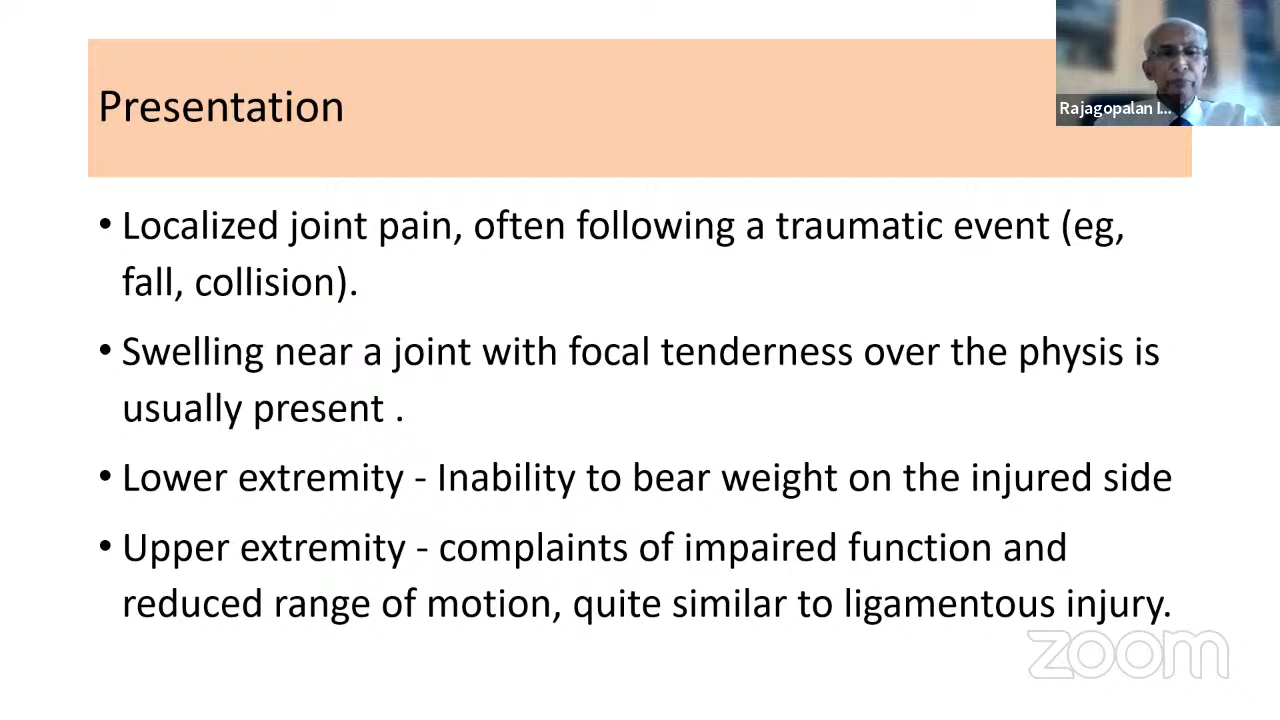 Presentation
Rajagopalan I...
• Localized joint pain, often following a traumatic event (eg,
fall, collision).
• Swelling near a joint with focal tenderness over the physis is
usually present .
• Lower extremity - Inability to bear weight on the injured side
• Upper extremity - complaints of impaired function and
reduced range of motion, quite similar to ligamentous injury.
zoom